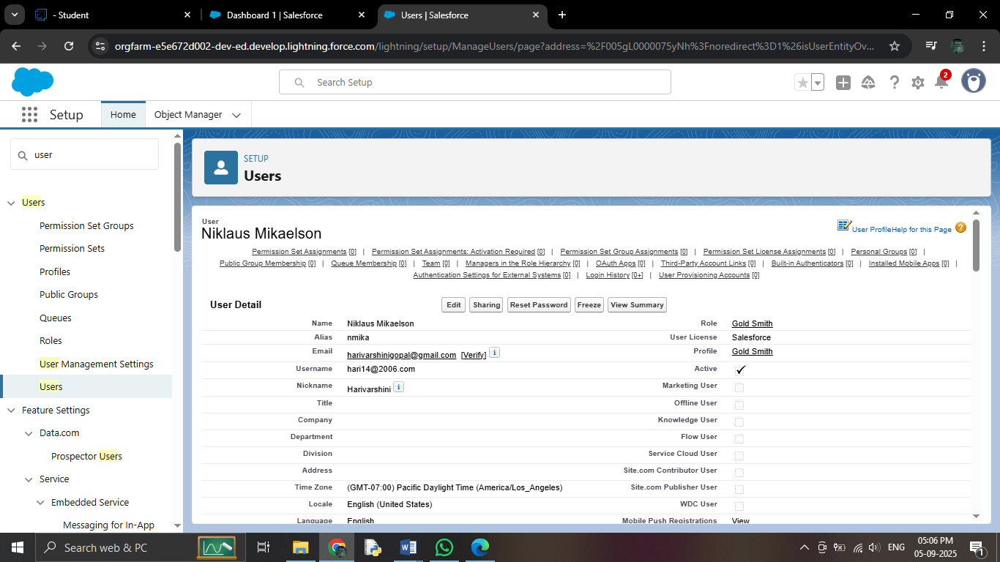 - Student
Dashboard 1 | Salesforce
Users | Salesforce
orgfarm-e5e672d002-dev-ed.develop.lightning.force.com/lightning/setup/ManageUsers/page?address=%2F005gL0000075yNh%3Fnoredirect%3D1%26isUserEntityOv...
Search Setup
2
Setup
Home
Object Manager
user
Users
Permission Set Groups
Permission Sets
Profiles
Public Groups
Queues
Roles
User Management Settings
Users
Feature Settings
Data.com
Prospector Users
Service
Embedded Service
Messaging for In-App
SETUP
Users
User
Niklaus Mikaelson
User Profile Help for this Page ?
Permission Set Assignments [0] | Permission Set Assignments: Activation Required [0] | Permission Set Group Assignments [0] | Permission Set License Assignments [0] | Personal Groups [0] |
Public Group Membership [0] | Queue Membership [0] | Team [0] | Managers in the Role Hierarchy [0] | OAuth Apps [0] | Third-Party Account Links [0] | Built-in Authenticators [0] | Installed Mobile Apps [0] |
Authentication Settings for External Systems [0] | Login History [0+] | User Provisioning Accounts [0]
User Detail
Edit Sharing Reset Password Freeze View Summary
Name Niklaus Mikaelson Role Gold Smith
Alias nmika User License Salesforce
Email harivarshinigopal@gmail.com [Verify] i Profile Gold Smith
Username hari14@2006.com Active
Nickname Harivarshini i Marketing User
Title Offline User
Company Knowledge User
Department Flow User
Division Service Cloud User
Address Site.com Contributor User
Time Zone (GMT-07:00) Pacific Daylight Time (America/Los_Angeles) Site.com Publisher User
Locale English (United States) WDC User
Language English Mobile Push Registrations View
Search web & PC
ENG
05:06 PM
05-09-2025
1